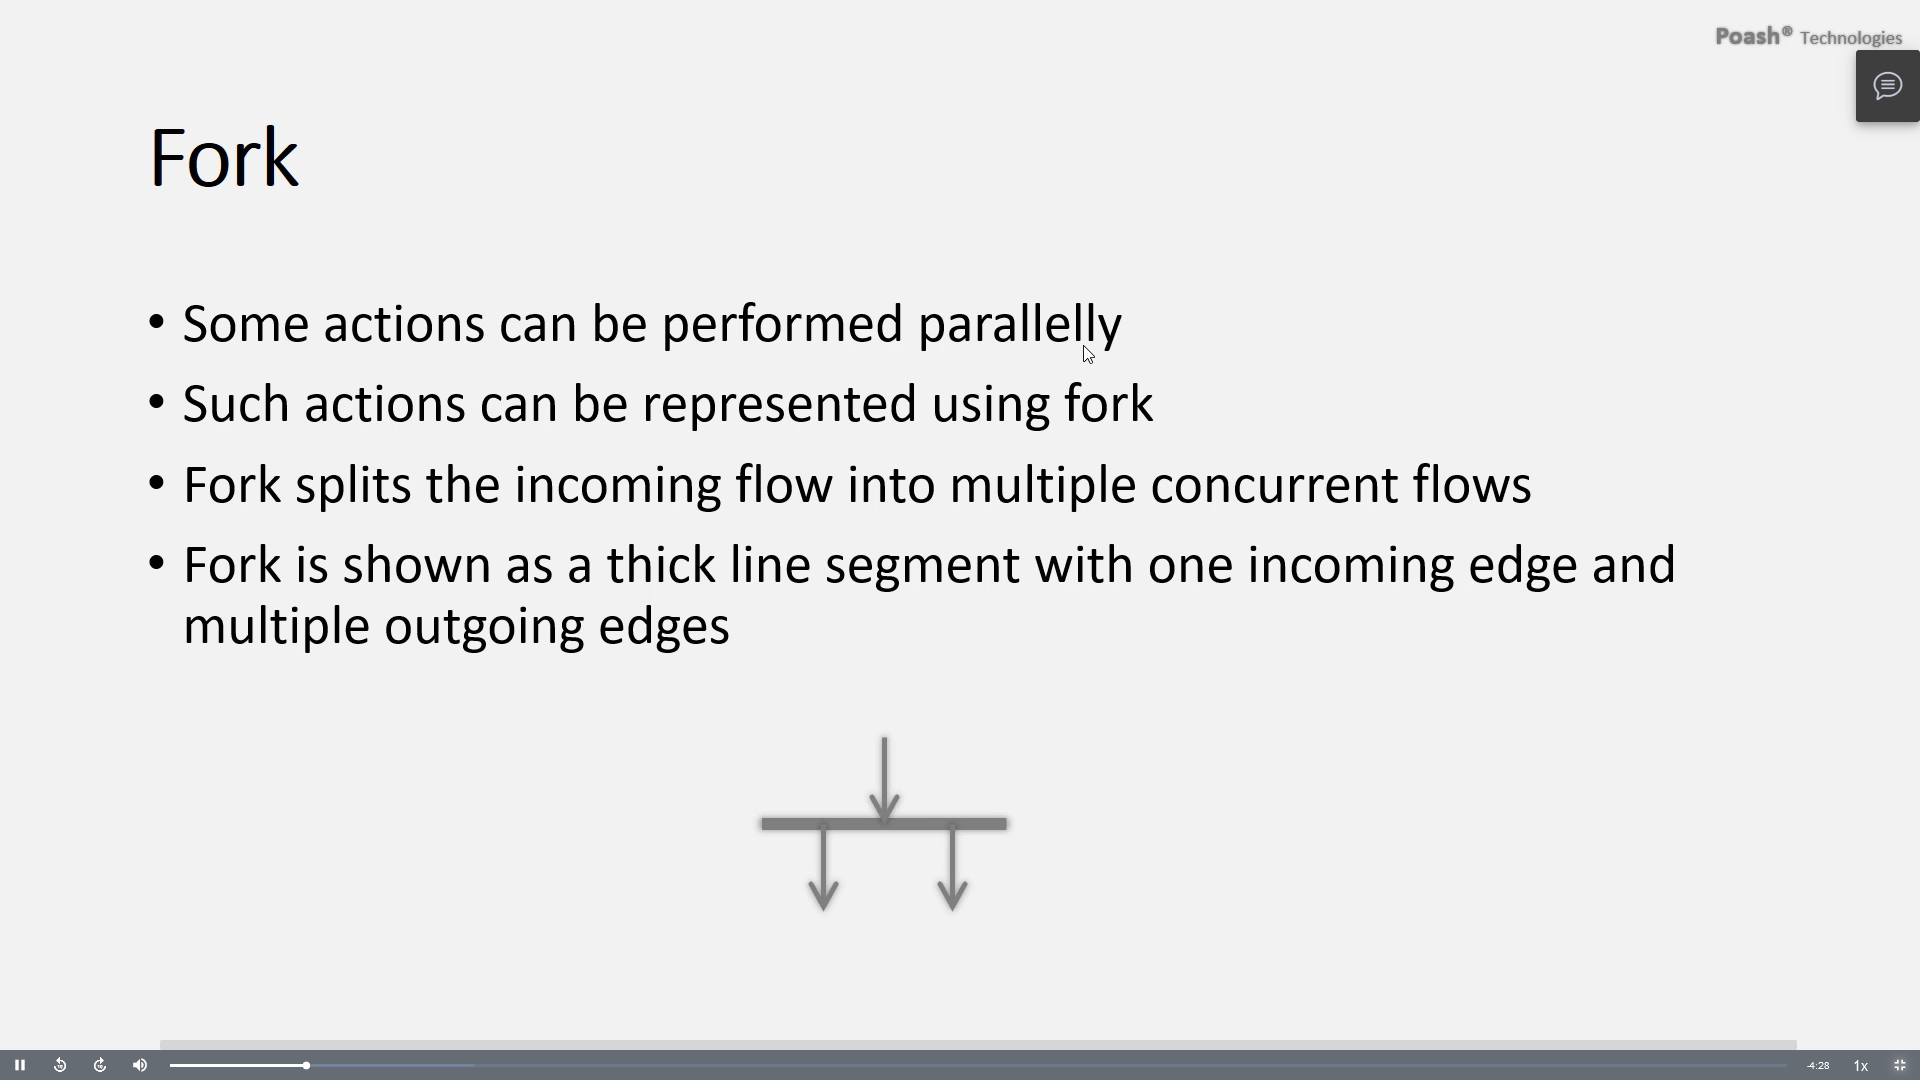 Poash® Technologies
Fork
• Some actions can be performed parallelly
• Such actions can be represented using fork
• Fork splits the incoming flow into multiple concurrent flows
• Fork is shown as a thick line segment with one incoming edge and
multiple outgoing edges
-4:28 1x